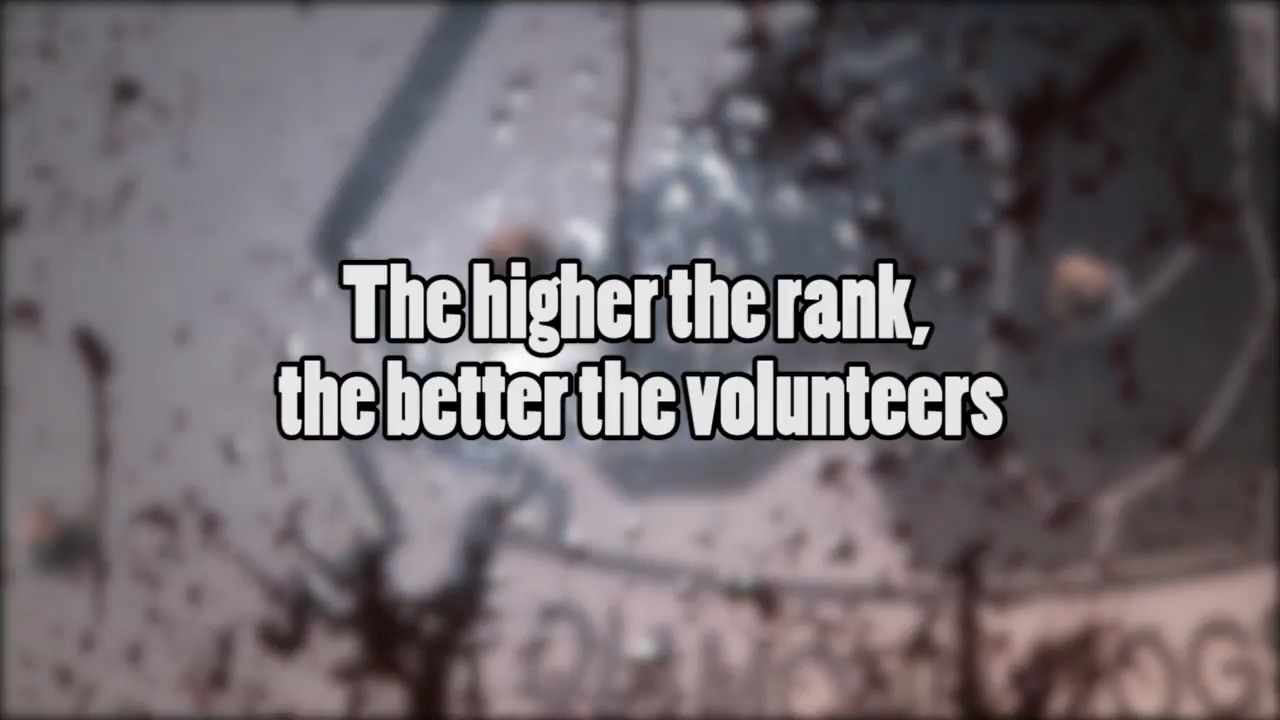 The higher the rank,
the better the volunteers